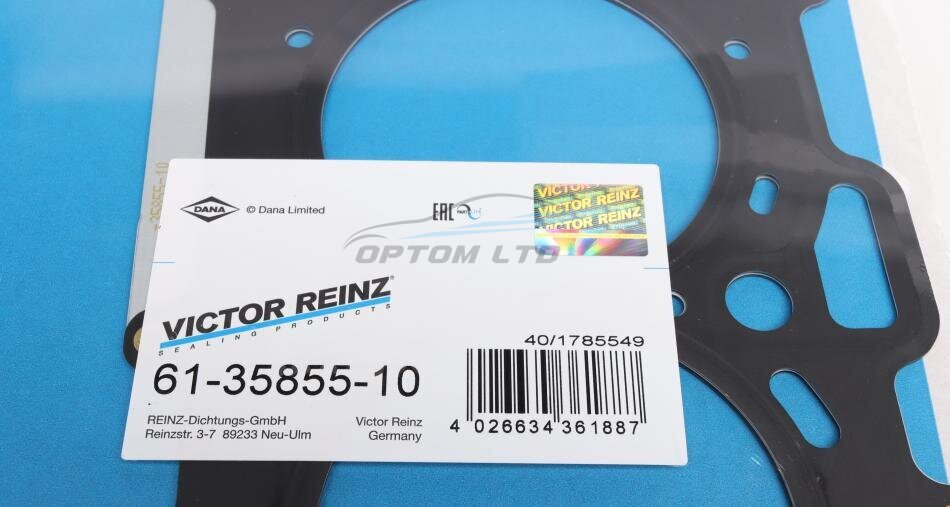 35855-10
DANA
© Dana Limited
EAC
PARTSLIFE
VICTOR REINZ
VICTOR REINZ
VICTOR REINZ
OPTOM LTD
VICTOR REINZ®
SEALING PRODUCTS
40/1785549
61-35855-10
REINZ-Dichtungs-GmbH
Reinzstr. 3-7 89233 Neu-Ulm
Victor Reinz
Germany
4 026634 361887